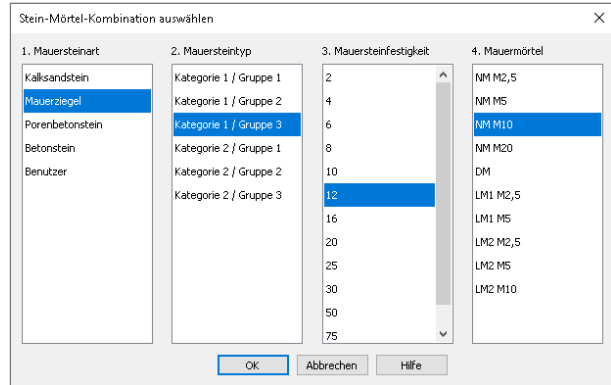 Stein-Mörtel-Kombination auswählen
1. Mauersteinart
Kalksandstein
Mauerziegel
Porenbetonstein
Betonstein
Benutzer
2. Mauersteintyp
Kategorie 1 / Gruppe 1
Kategorie 1 / Gruppe 2
Kategorie 1 / Gruppe 3
Kategorie 2 / Gruppe 1
Kategorie 2 / Gruppe 2
Kategorie 2 / Gruppe 3
3. Mauersteinfestigkeit
2
4
6
8
10
12
16
20
25
30
50
75
4. Mauermörtel
NM M2,5
NM M5
NM M10
NM M20
DM
LM1 M2,5
LM1 M5
LM2 M2,5
LM2 M5
LM2 M10
OK
Abbrechen
Hilfe